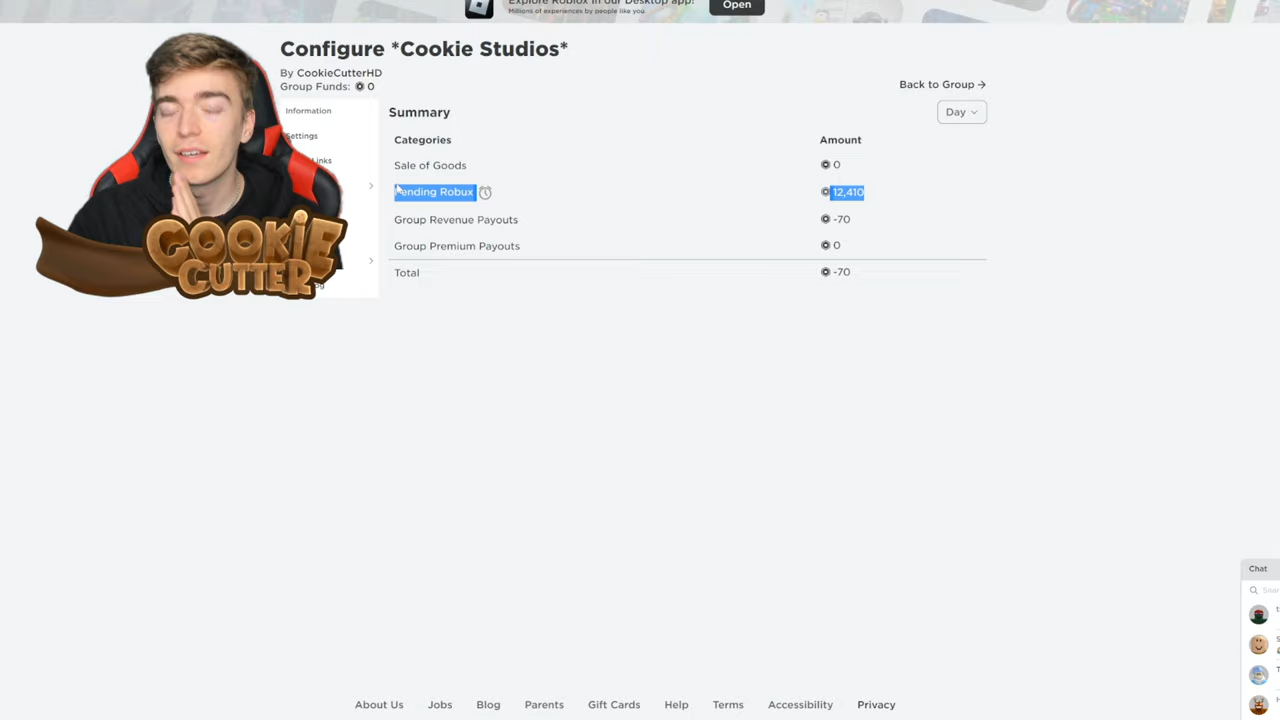 Explore Roblox in our Desktop app!
Millions of experiences by people like you.
Open
Configure *Cookie Studios*
By CookieCutterHD
Group Funds: 0
Back to Group →
Information
Settings
Links
Summary
Day
Categories
Amount
Sale of Goods
0
Pending Robux
12,410
Group Revenue Payouts
-70
Group Premium Payouts
0
Total
-70
COOKIE
CUTTER
Chat
About Us
Jobs
Blog
Parents
Gift Cards
Help
Terms
Accessibility
Privacy